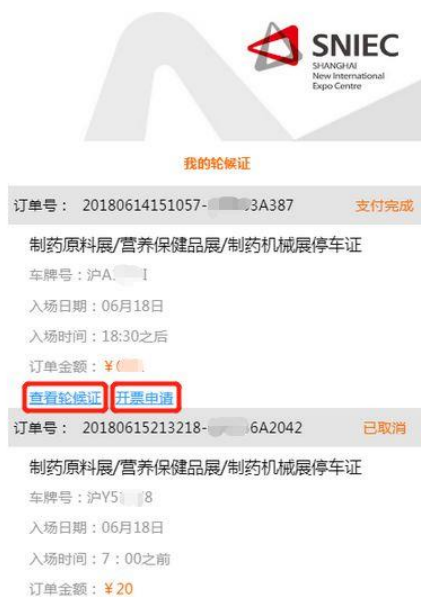 SNIEC
SHANGHAI
New International
Expo Centre
我的轮候证
订单号： 20180614151057- 3A387 支付完成
制药原料展/营养保健品展/制药机械展停车证
车牌号：沪A
入场日期：06月18日
入场时间：18:30之后
订单金额：¥
查看轮候证 开票申请
订单号： 20180615213218- 6A2042 已取消
制药原料展/营养保健品展/制药机械展停车证
车牌号：沪Y5 8
入场日期：06月18日
入场时间：7：00之前
订单金额：¥20